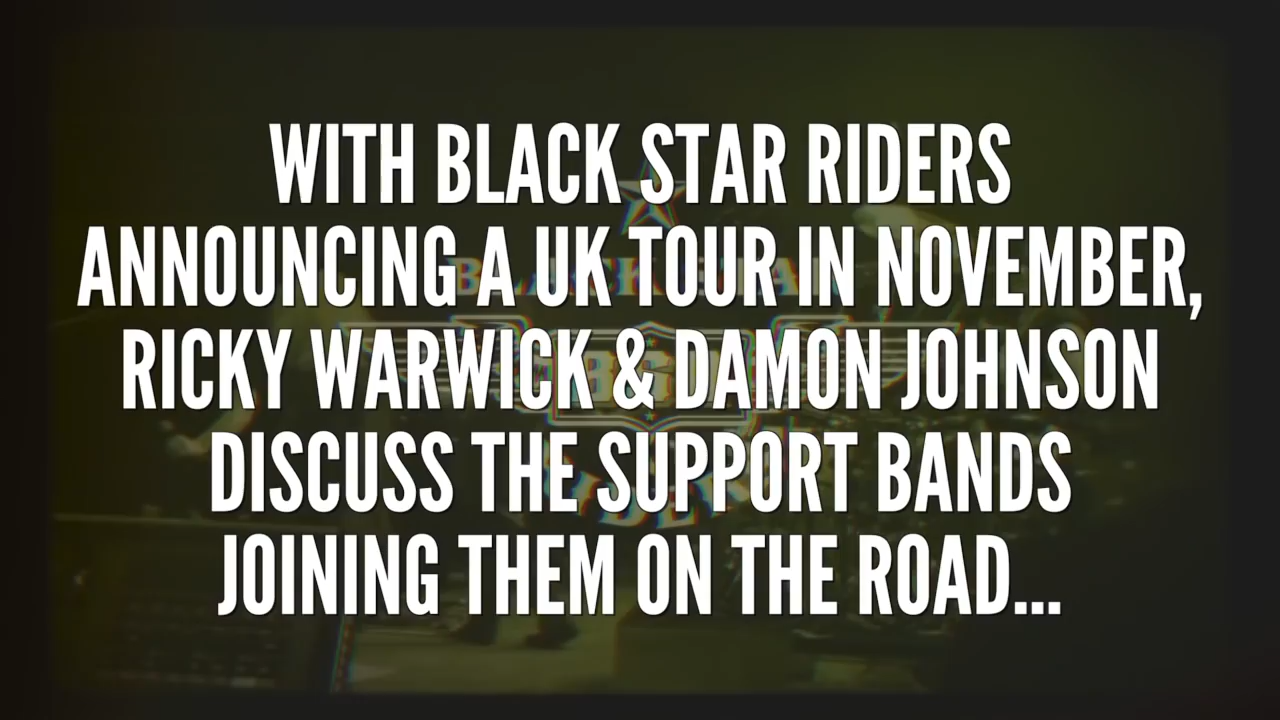 WITH BLACK STAR RIDERS
ANNOUNCING A UK TOUR IN NOVEMBER,
RICKY WARWICK & DAMON JOHNSON
DISCUSS THE SUPPORT BANDS
JOINING THEM ON THE ROAD...